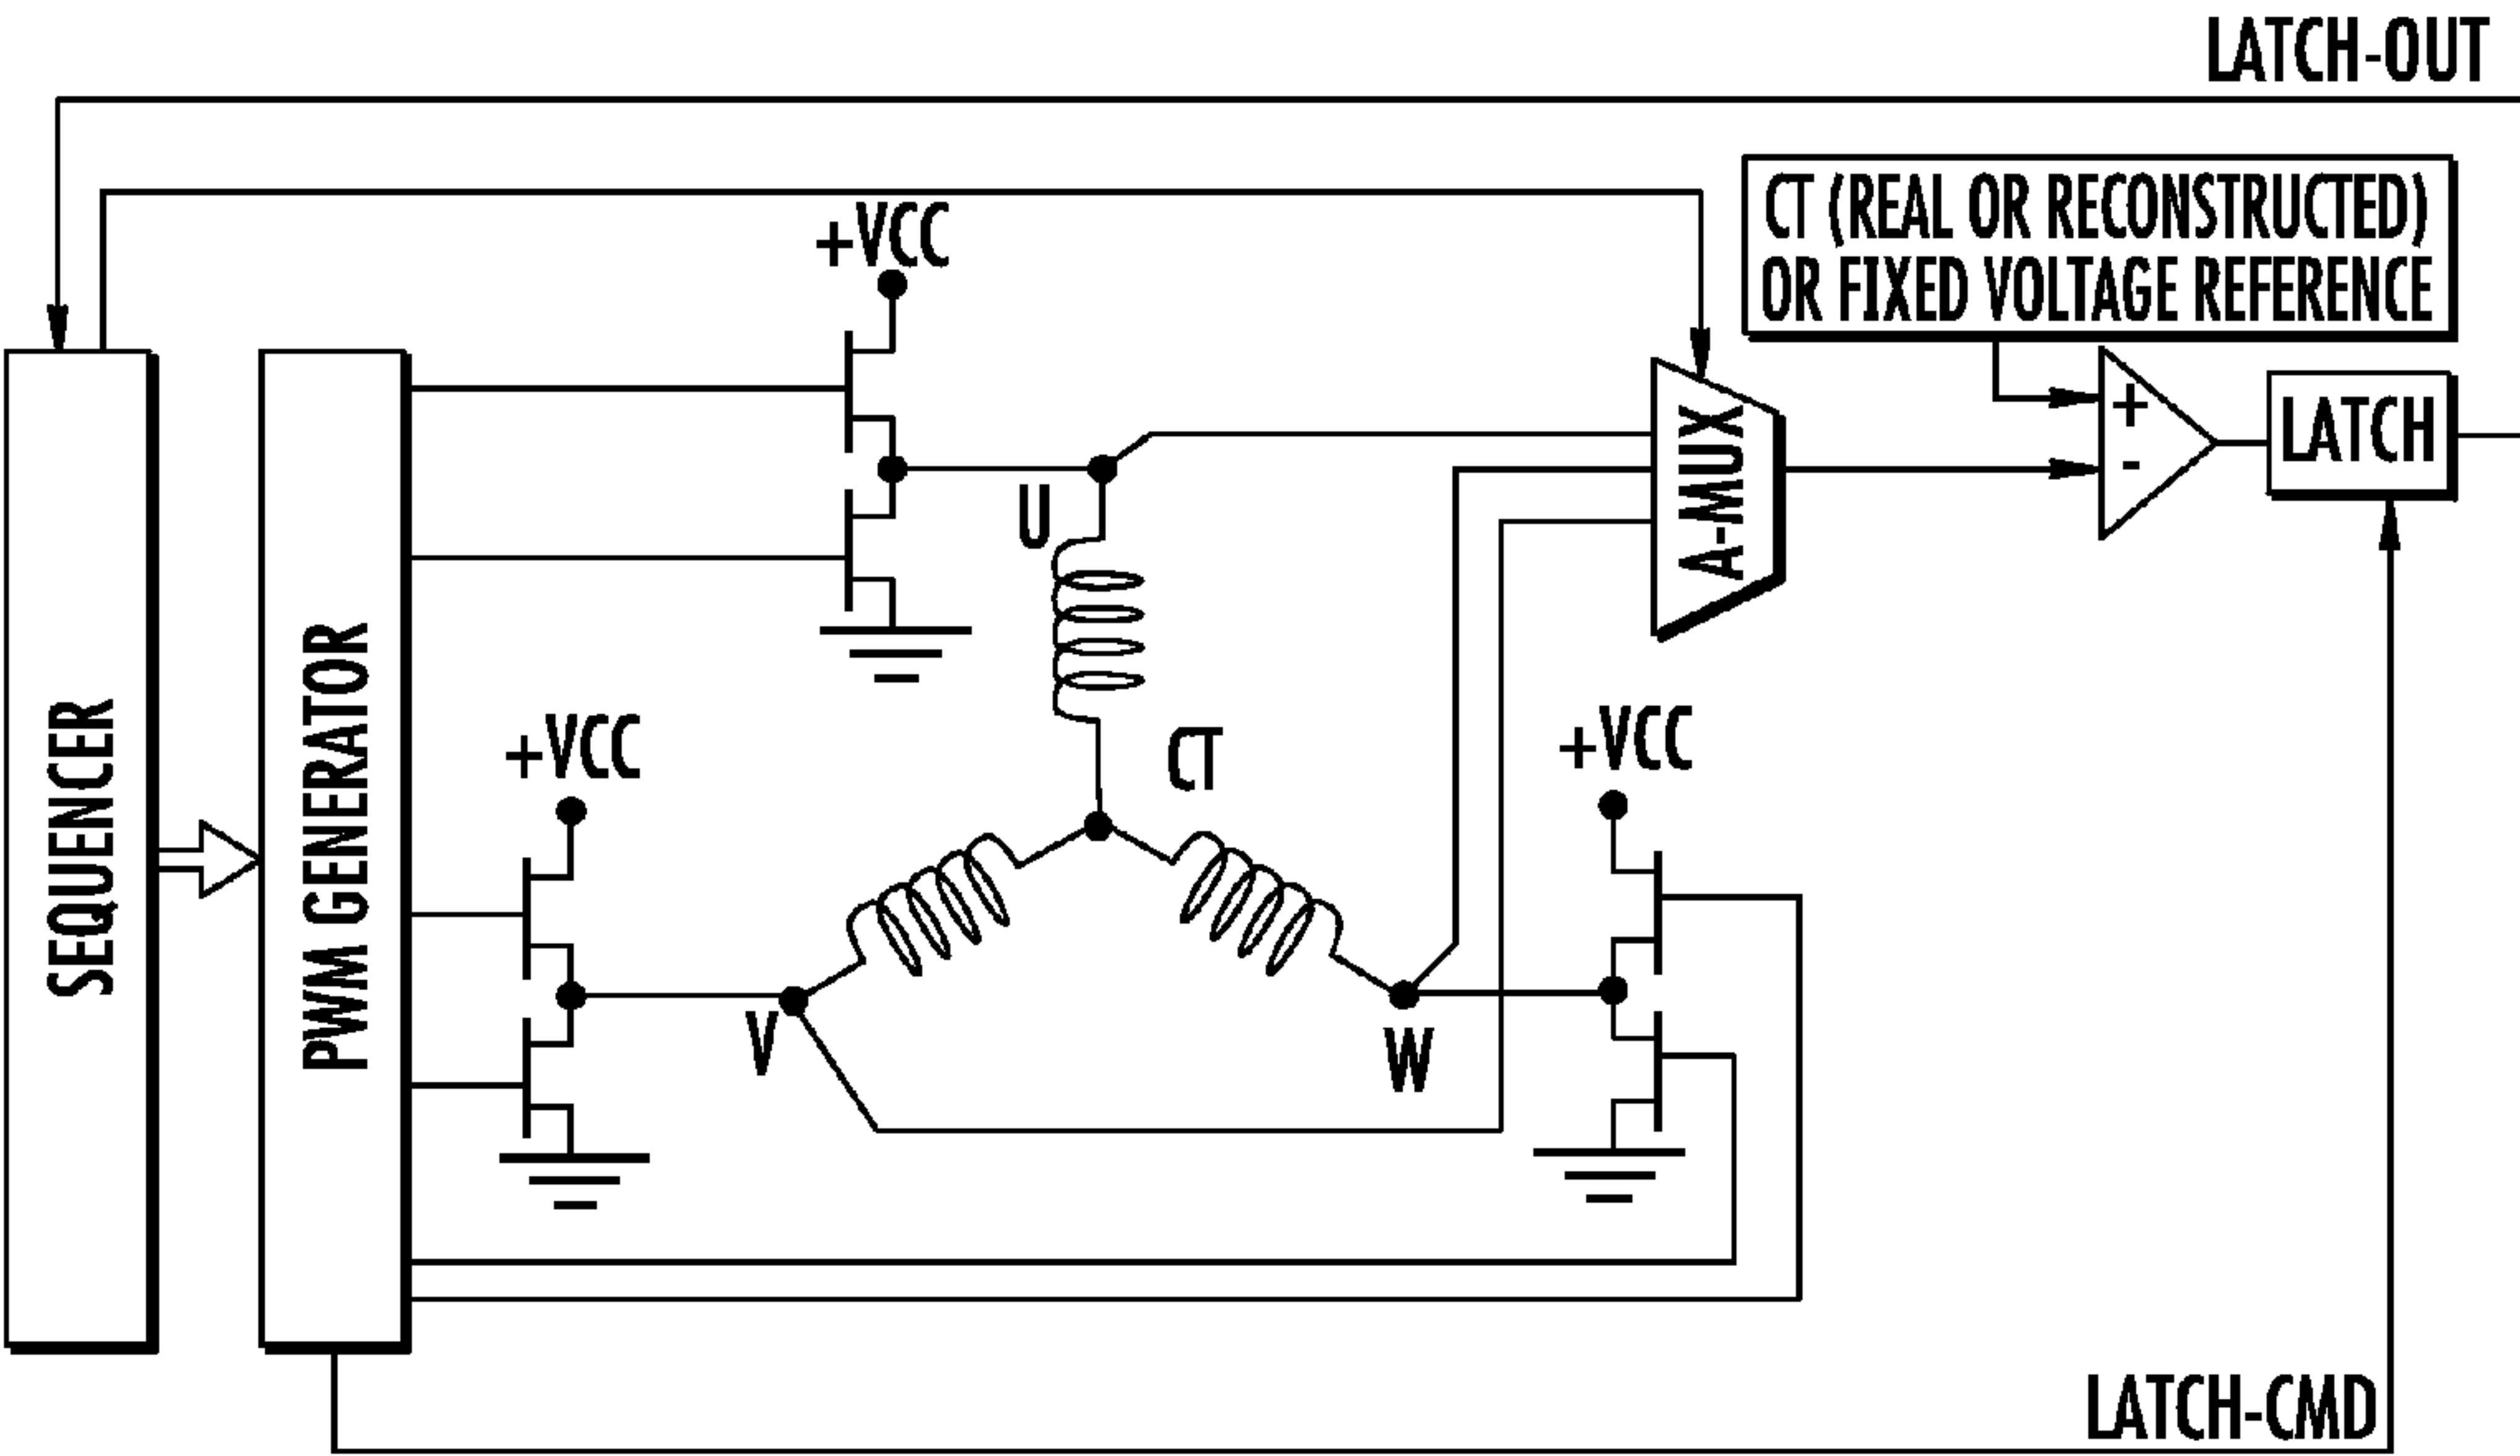 LATCH-OUT
CT (REAL OR RECONSTRUCTED)
OR FIXED VOLTAGE REFERENCE
+VCC
+
-
LATCH
A-MUX
U
SEQUENCER
PWM GENERATOR
+VCC
CT
+VCC
V
W
LATCH-CMD